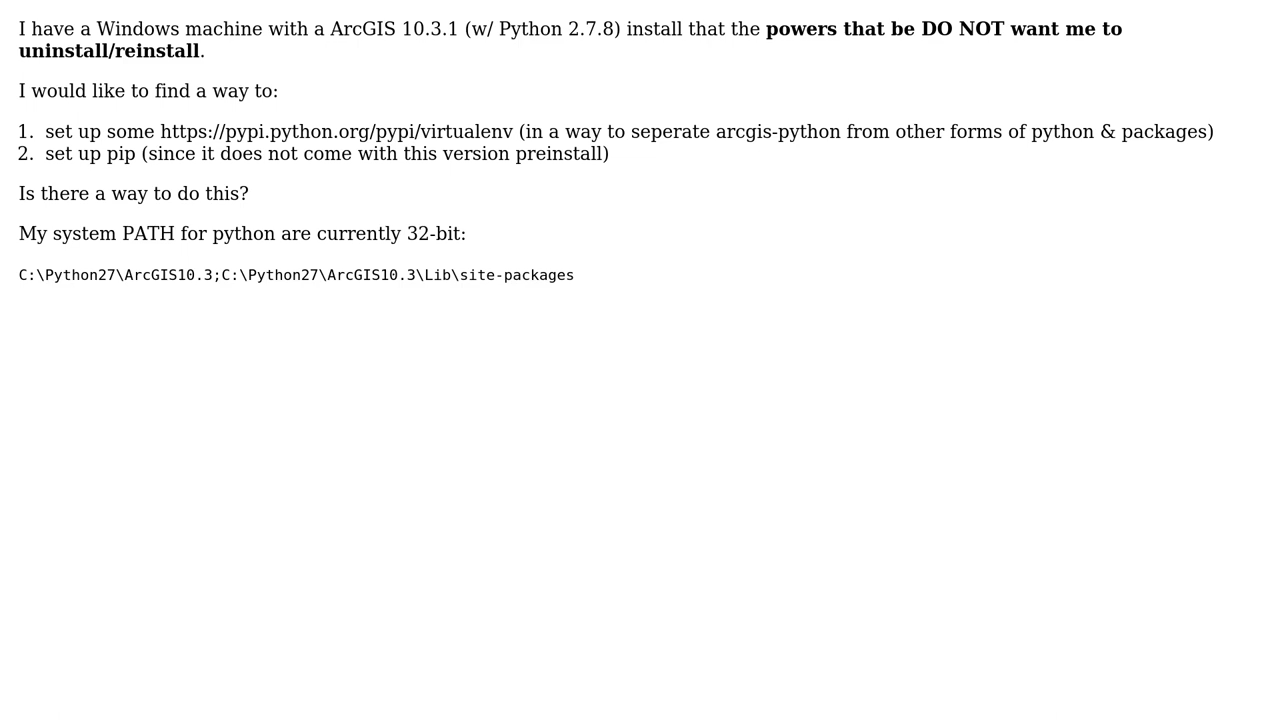 I have a Windows machine with a ArcGIS 10.3.1 (w/ Python 2.7.8) install that the powers that be DO NOT want me to
uninstall/reinstall.
I would like to find a way to:
1. set up some https://pypi.python.org/pypi/virtualenv (in a way to seperate arcgis-python from other forms of python & packages)
2. set up pip (since it does not come with this version preinstall)
Is there a way to do this?
My system PATH for python are currently 32-bit:
C:\Python27\ArcGIS10.3;C:\Python27\ArcGIS10.3\Lib\site-packages